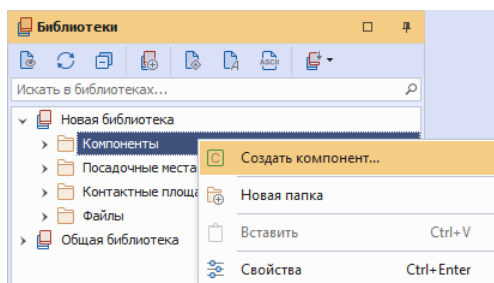 Библиотеки
ASCII
Искать в библиотеках...
Новая библиотека
Компоненты
C Создать компонент...
Посадочные места
Новая папка
Контактные площа
Файлы
Вставить Ctrl+V
Общая библиотека
Свойства Ctrl+Enter